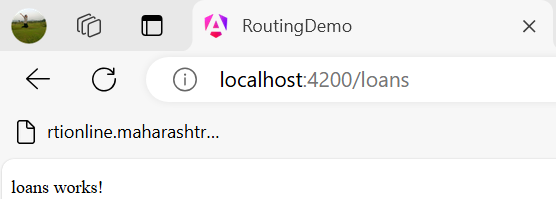 RoutingDemo
localhost:4200/loans
rtionline.maharashtr...
loans works!